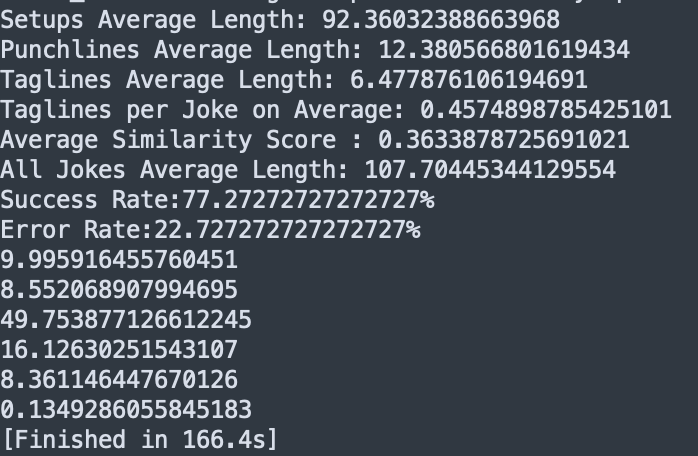 Setups Average Length: 92.36032388663968
Punchlines Average Length: 12.380566801619434
Taglines Average Length: 6.477876106194691
Taglines per Joke on Average: 0.4574898785425101
Average Similarity Score : 0.3633878725691021
All Jokes Average Length: 107.70445344129554
Success Rate:77.27272727272727%
Error Rate:22.727272727272727%
9.995916455760451
8.552068907994695
49.753877126612245
16.12630251543107
8.361146447670126
0.1349286055845183
[Finished in 166.4s]